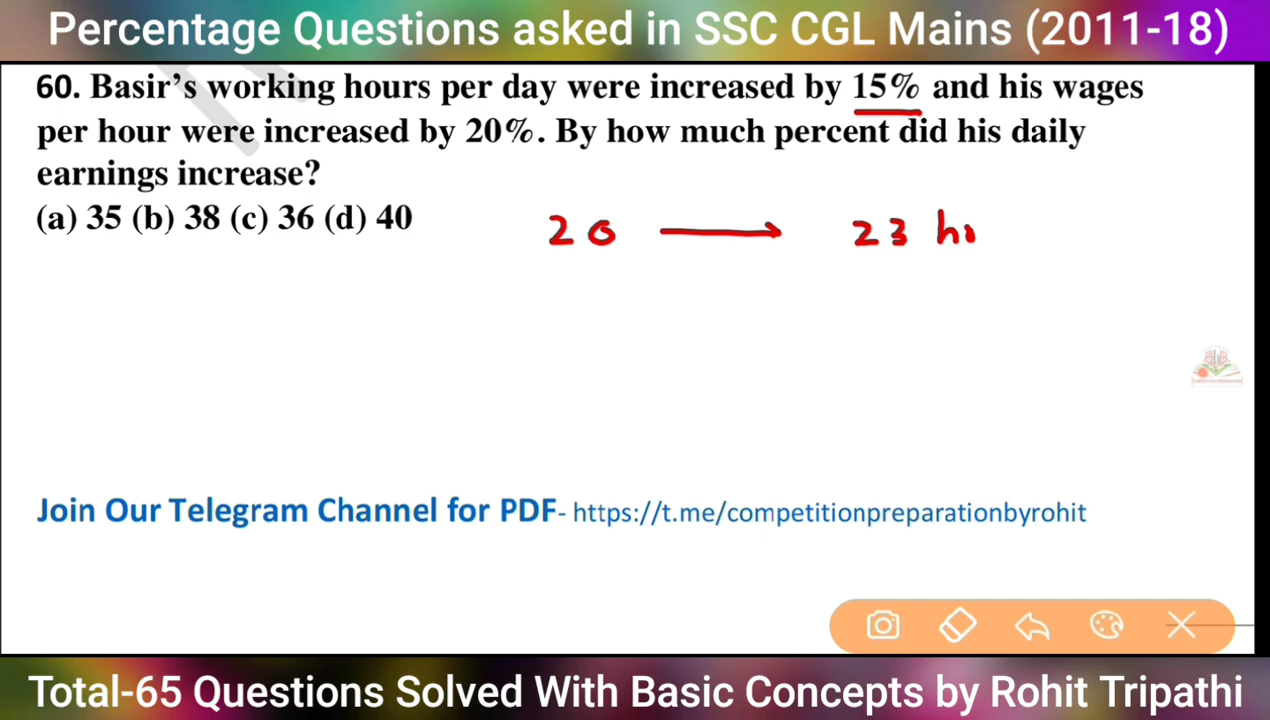 Percentage Questions asked in SSC CGL Mains (2011-18)
60. Basir’s working hours per day were increased by 15% and his wages
per hour were increased by 20%. By how much percent did his daily
earnings increase?
(a) 35 (b) 38 (c) 36 (d) 40
20 → 23 hr
Join Our Telegram Channel for PDF- https://t.me/competitionpreparationbyrohit
Total-65 Questions Solved With Basic Concepts by Rohit Tripathi